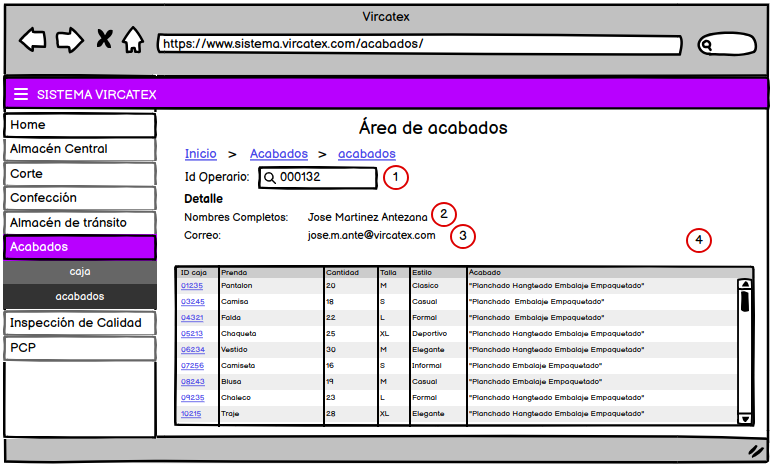 Vircatex
https://www.sistema.vircatex.com/acabados/
SISTEMA VIRCATEX
Home
Almacén Central
Corte
Confección
Almacén de tránsito
Acabados
caja
acabados
Inspección de Calidad
PCP
Área de acabados
Inicio > Acabados > acabados
Id Operario: 000132 1
Detalle
Nombres Completos: Jose Martinez Antezana 2
Correo: jose.m.ante@vircatex.com 3
4
ID caja Prenda Cantidad Talla Estilo Acabado
01235 Pantalon 20 M Clasico "Planchado Hangteado Embalaje Empaquetado"
03245 Camisa 18 S Casual "Planchado Embalaje Empaquetado"
04321 Falda 22 L Formal "Planchado Embalaje Empaquetado"
05213 Chaqueta 25 XL Deportivo "Planchado Hangteado Embalaje Empaquetado"
06234 Vestido 30 M Elegante "Planchado Hangteado Embalaje Empaquetado"
07256 Camiseta 16 S Informal "Planchado Embalaje Empaquetado"
08243 Blusa 19 M Casual "Planchado Hangteado Embalaje Empaquetado"
09235 Chaleco 23 L Formal "Planchado Hangteado Embalaje Empaquetado"
10215 Traje 28 XL Elegante "Planchado Hangteado Embalaje Empaquetado"